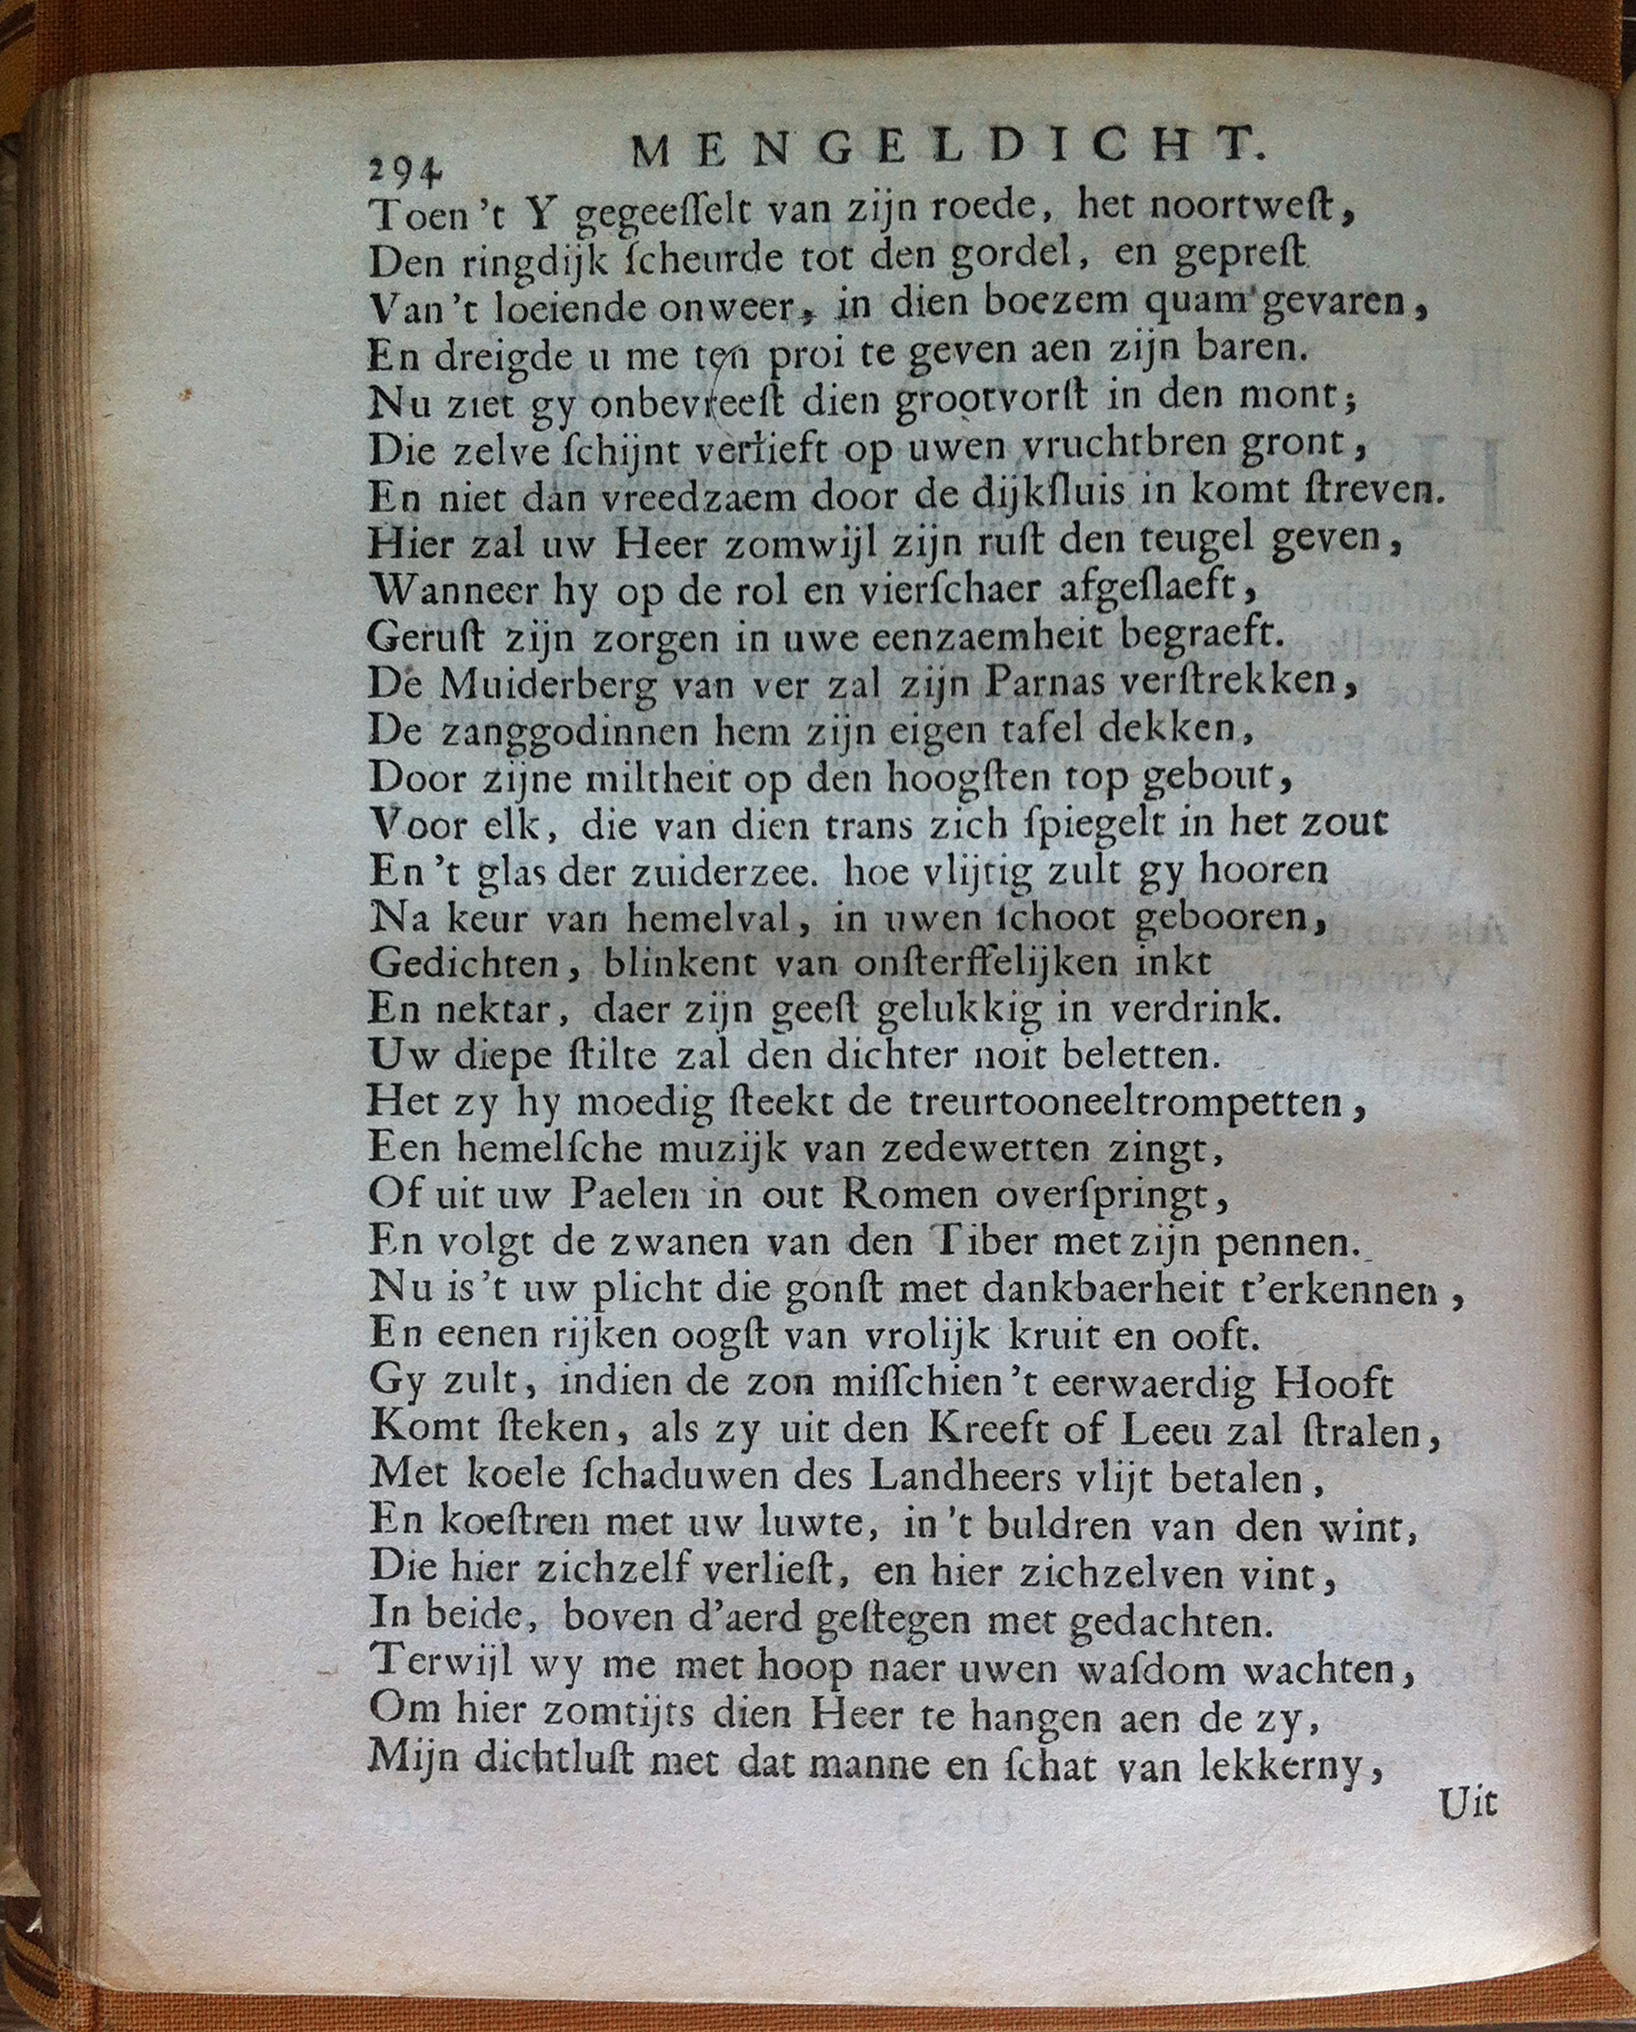 294 MENGELDICHT.
Toen 't Y gegeeſſelt van zijn roede, het noortweſt,
Den ringdijk ſcheurde tot den gordel, en gepreſt
Van 't loeiende onweer, in dien boezem quam gevaren,
En dreigde u me ten proi te geven aen zijn baren.
Nu ziet gy onbevreeſt dien grootvorſt in den mont;
Die zelve ſchijnt verlieft op uwen vruchtbren gront,
En niet dan vreedzaem door de dijkſluis in komt ſtreven.
Hier zal uw Heer zomwijl zijn ruſt den teugel geven,
Wanneer hy op de rol en vierſchaer afgeſlaeft,
Geruſt zijn zorgen in uwe eenzaemheit begraeft.
De Muiderberg van ver zal zijn Parnas verſtrekken,
De zanggodinnen hem zijn eigen tafel dekken,
Door zijne miltheit op den hoogſten top gebout,
Voor elk, die van dien trans zich ſpiegelt in het zout
En 't glas der zuiderzee. hoe vlijtig zult gy hooren
Na keur van hemelval, in uwen ſchoot gebooren,
Gedichten, blinkent van onſterffelijken inkt
En nektar, daer zijn geeſt gelukkig in verdrink.
Uw diepe ſtilte zal den dichter noit beletten.
Het zy hy moedig ſteekt de treurtooneeltrompetten,
Een hemelſche muzijk van zedewetten zingt,
Of uit uw Paelen in out Romen overſpringt,
En volgt de zwanen van den Tiber met zijn pennen.
Nu is 't uw plicht die gonſt met dankbaerheit t'erkennen,
En eenen rijken oogſt van vrolijk kruit en ooft.
Gy zult, indien de zon miſſchien 't eerwaerdig Hooft
Komt ſteken, als zy uit den Kreeft of Leeu zal ſtralen,
Met koele ſchaduwen des Landheers vlijt betalen,
En koeſtren met uw luwte, in 't buldren van den wint,
Die hier zichzelf verlieſt, en hier zichzelven vint,
In beide, boven d'aerd geſtegen met gedachten.
Terwijl wy me met hoop naer uwen waſdom wachten,
Om hier zomtijts dien Heer te hangen aen de zy,
Mijn dichtluſt met dat manne en ſchat van lekkerny,
Uit